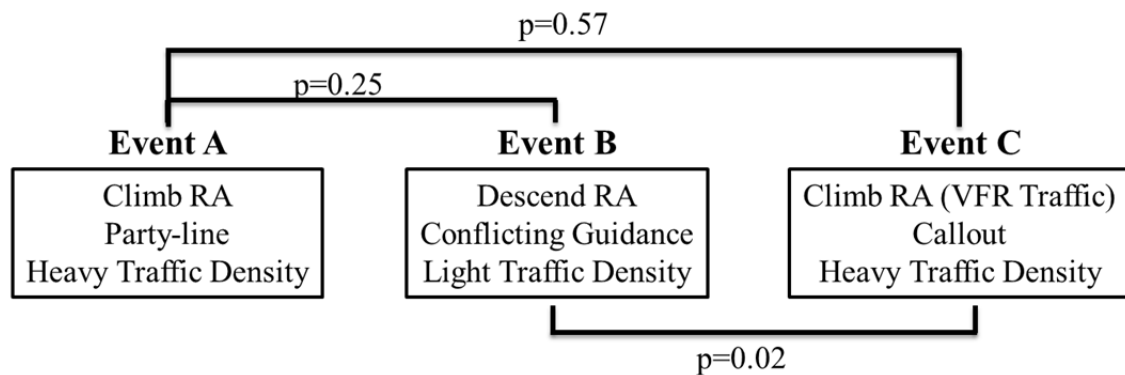 p=0.57
p=0.25
Event A
Event B
Event C
Climb RA
Party-line
Heavy Traffic Density
Descend RA
Conflicting Guidance
Light Traffic Density
Climb RA (VFR Traffic)
Callout
Heavy Traffic Density
p=0.02